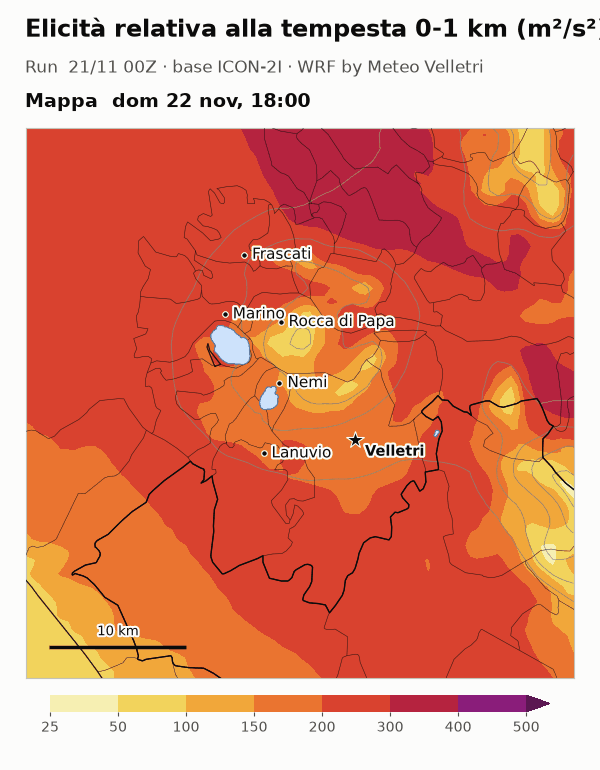 Elicità relativa alla tempesta 0-1 km (m²/s²)
Run 21/11 00Z · base ICON-2I · WRF by Meteo Velletri
Mappa dom 22 nov, 18:00
Frascati
Marino
Rocca di Papa
Nemi
Velletri
Lanuvio
10 km
25 50 100 150 200 300 400 500